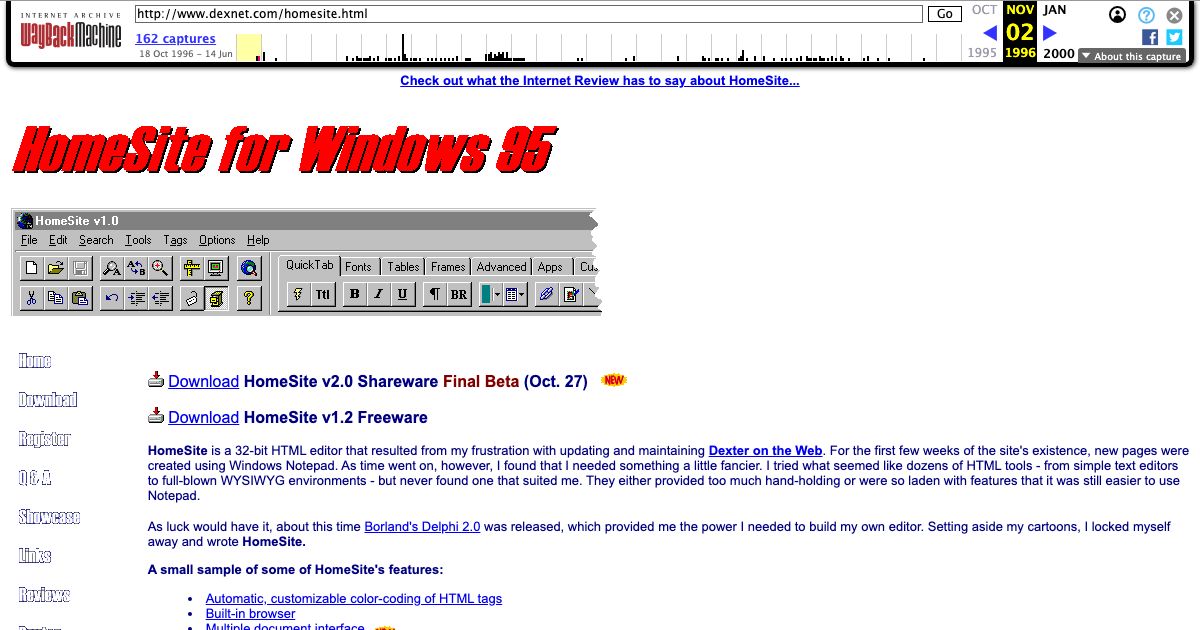 INTERNET ARCHIVE
WayBackMachine
http://www.dexnet.com/homesite.html
Go
162 captures
18 Oct 1996 – 14 Jun
OCT NOV JAN
02
1995 1996 2000
About this capture
Check out what the Internet Review has to say about HomeSite...
HomeSite for Windows 95
HomeSite v1.0
File Edit Search Tools Tags Options Help
QuickTab Fonts Tables Frames Advanced Apps Cu
Ttl B I U ¶ BR
Home
Download
Register
Q & A
Showcase
Links
Reviews
Download HomeSite v2.0 Shareware Final Beta (Oct. 27) NEW
Download HomeSite v1.2 Freeware
HomeSite is a 32-bit HTML editor that resulted from my frustration with updating and maintaining Dexter on the Web. For the first few weeks of the site's existence, new pages were
created using Windows Notepad. As time went on, however, I found that I needed something a little fancier. I tried what seemed like dozens of HTML tools - from simple text editors
to full-blown WYSIWYG environments - but never found one that suited me. They either provided too much hand-holding or were so laden with features that it was still easier to use
Notepad.
As luck would have it, about this time Borland's Delphi 2.0 was released, which provided me the power I needed to build my own editor. Setting aside my cartoons, I locked myself
away and wrote HomeSite.
A small sample of some of HomeSite's features:
• Automatic, customizable color-coding of HTML tags
• Built-in browser
• Multiple document interface